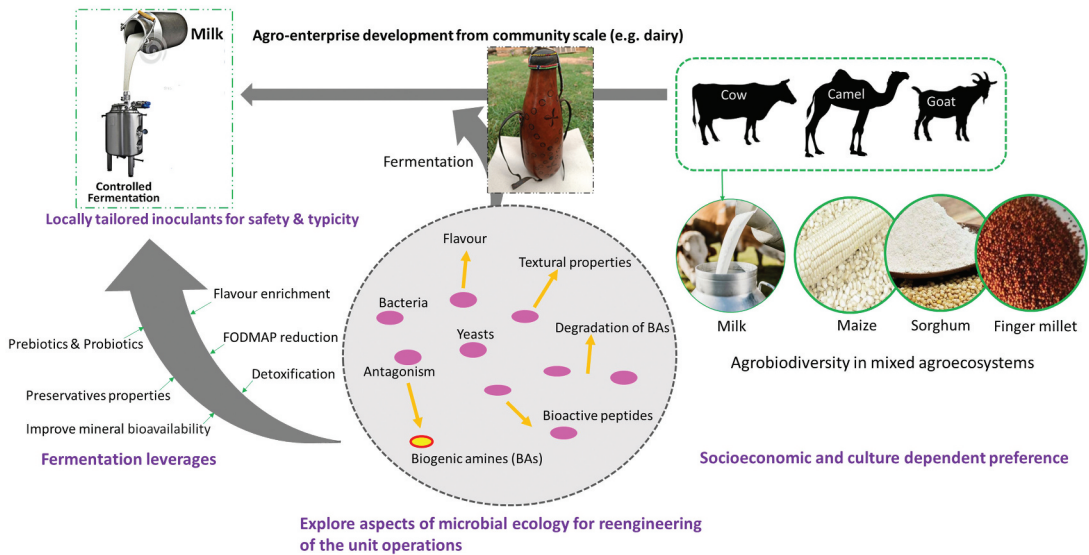 Milk
Agro-enterprise development from community scale (e.g. dairy)
Cow
Camel
Goat
Fermentation
Controlled
Fermentation
Locally tailored inoculants for safety & typicity
Flavour
Textural properties
Bacteria
Yeasts
Degradation of BAs
Antagonism
Bioactive peptides
Biogenic amines (BAs)
Flavour enrichment
Prebiotics & Probiotics
FODMAP reduction
Detoxification
Preservatives properties
Improve mineral bioavailability
Fermentation leverages
Milk
Maize
Sorghum
Finger millet
Agrobiodiversity in mixed agroecosystems
Socioeconomic and culture dependent preference
Explore aspects of microbial ecology for reengineering
of the unit operations